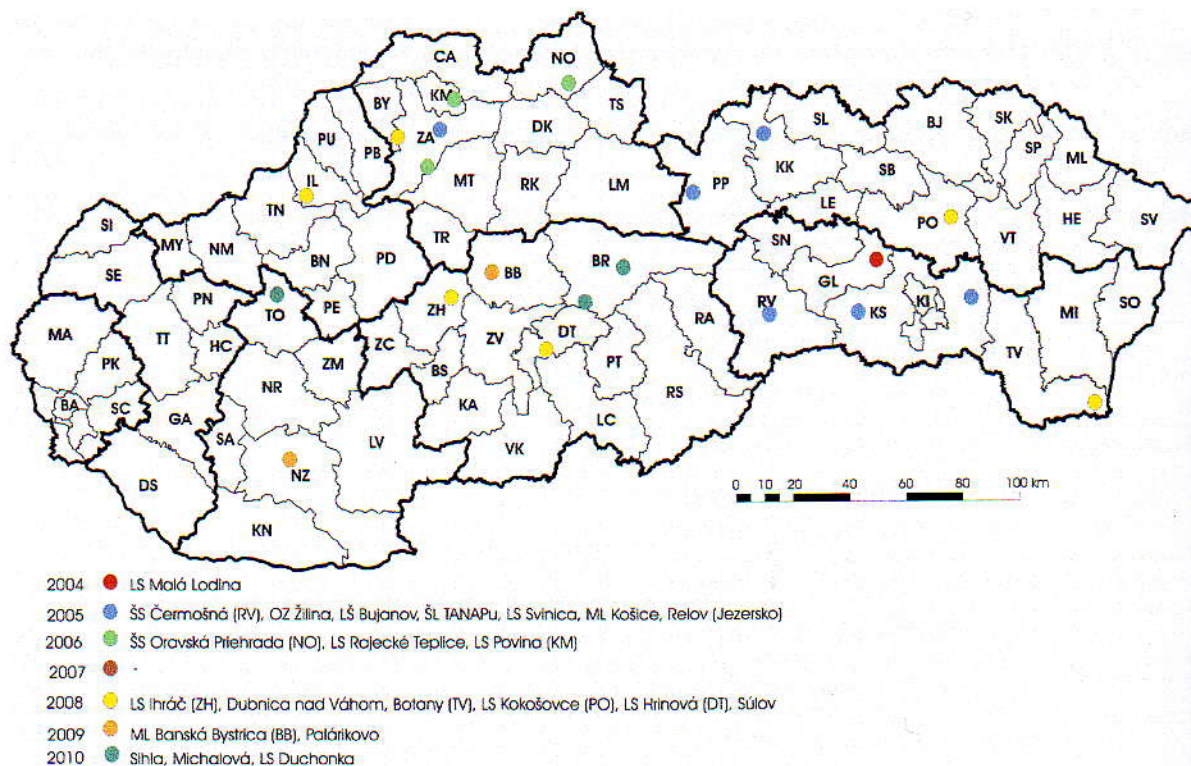 CA
NO
BY
KM
TS
PU
ZA
DK
PB
SL
BJ
SK
SP
ML
IL
MT
RK
LM
PP
KK
SB
TN
LE
PO
HE
SV
SI
MY
NM
TR
SN
VT
SE
BN
PD
BB
BR
GL
PN
PE
ZH
RV
KS
KI
MI
SO
TO
MA
TT
HC
ZC
ZV
DT
RA
TV
PK
ZM
BS
PT
NR
BA
SC
GA
KA
RS
SA
LV
LC
VK
NZ
DS
KN
0 10 20 40 60 80 100 km
2004 LS Malá Lodina
2005 ŠS Čermošná (RV), OZ Žilina, LŠ Bujanov, ŠL TANAPu, LS Svinica, ML Košice, Relov (Jezersko)
2006 ŠS Oravská Priehrada (NO), LS Rajecké Teplice, LS Povina (KM)
2007 -
2008 LS Ihráč (ZH), Dubnica nad Váhom, Botany (TV), LS Kokošovce (PO), LS Hrinová (DT), Súlov
2009 ML Banská Bystrica (BB), Palárikovo
2010 Sihla, Michalová, LS Duchonka